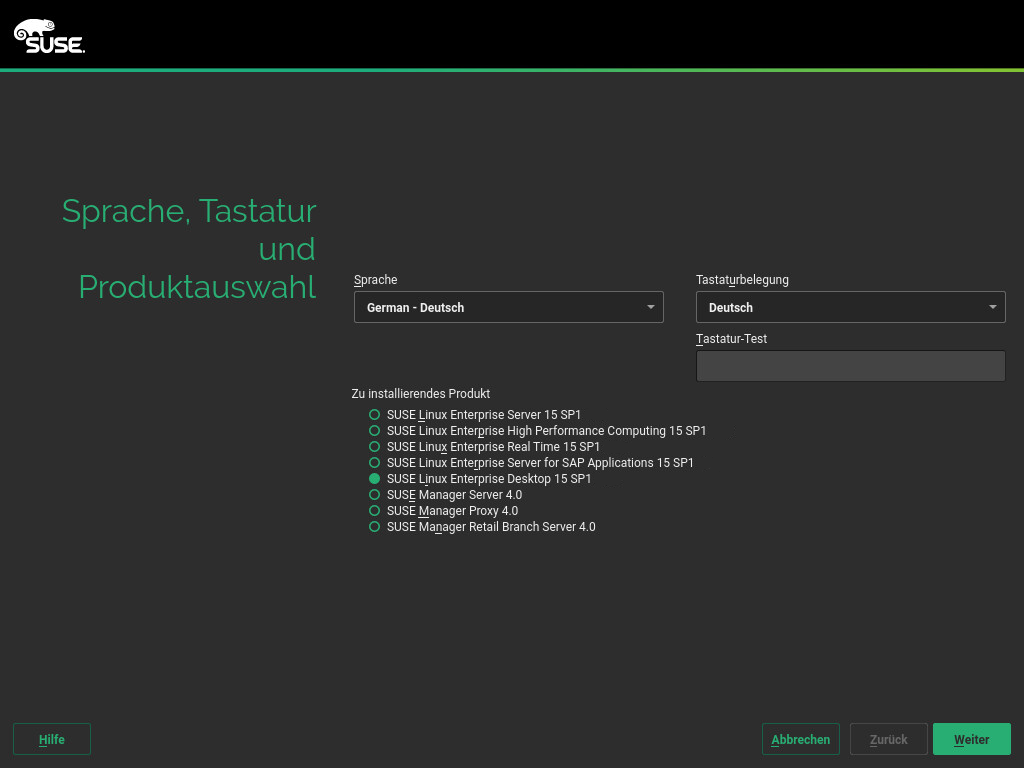 SUSE.
Sprache, Tastatur
und
Produktauswahl
Sprache
German - Deutsch
Tastaturbelegung
Deutsch
Tastatur-Test
Zu installierendes Produkt
SUSE Linux Enterprise Server 15 SP1
SUSE Linux Enterprise High Performance Computing 15 SP1
SUSE Linux Enterprise Real Time 15 SP1
SUSE Linux Enterprise Server for SAP Applications 15 SP1
SUSE Linux Enterprise Desktop 15 SP1
SUSE Manager Server 4.0
SUSE Manager Proxy 4.0
SUSE Manager Retail Branch Server 4.0
Hilfe
Abbrechen
Zurück
Weiter